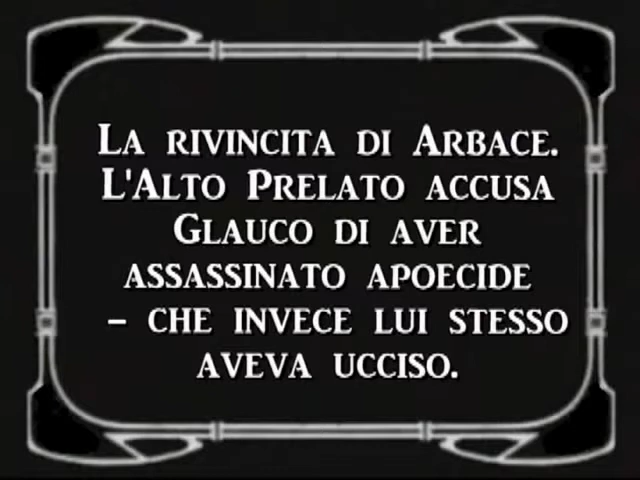 La rivincita di Arbace.
L'Alto Prelato accusa
Glauco di aver
assassinato apoecide
– che invece lui stesso
aveva ucciso.